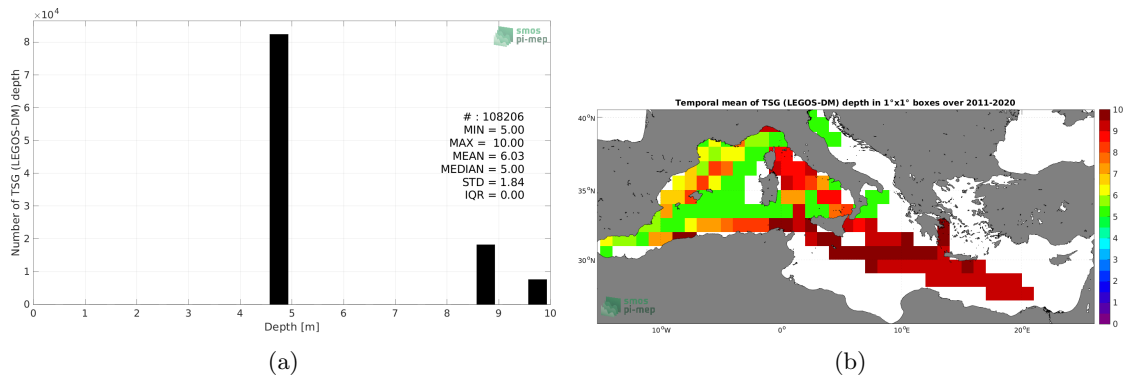 ×10⁴
8
7
6
5
4
3
2
1
0
Number of TSG (LEGOS-DM) depth
smos
pi-mep
# : 108206
MIN = 5.00
MAX = 10.00
MEAN = 6.03
MEDIAN = 5.00
STD = 1.84
IQR = 0.00
0 1 2 3 4 5 6 7 8 9 10
Depth [m]
(a)
Temporal mean of TSG (LEGOS-DM) depth in 1°x1° boxes over 2011-2020
40°N
35°N
30°N
10°W 0° 10°E 20°E
smos
pi-mep
10
9
8
7
6
5
4
3
2
1
0
(b)